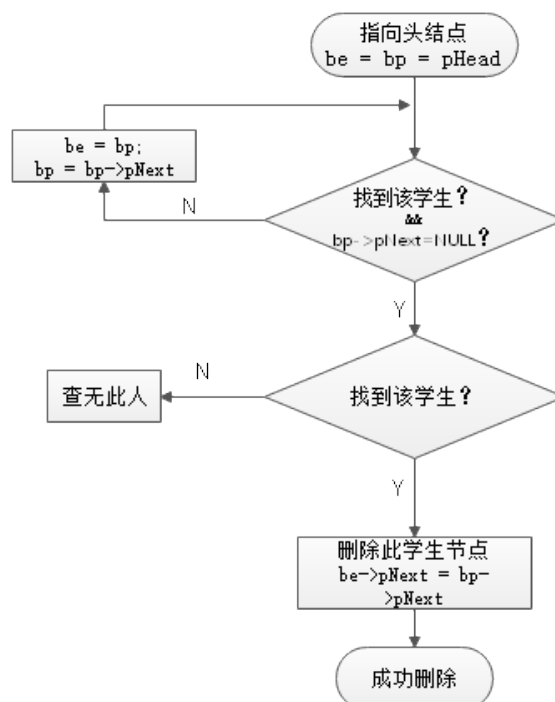 指向头结点
be = bp = pHead
be = bp;
bp = bp->pNext
N
找到该学生？
&&
bp->pNext=NULL？
Y
N
查无此人
找到该学生？
Y
删除此学生节点
be->pNext = bp-
>pNext
成功删除